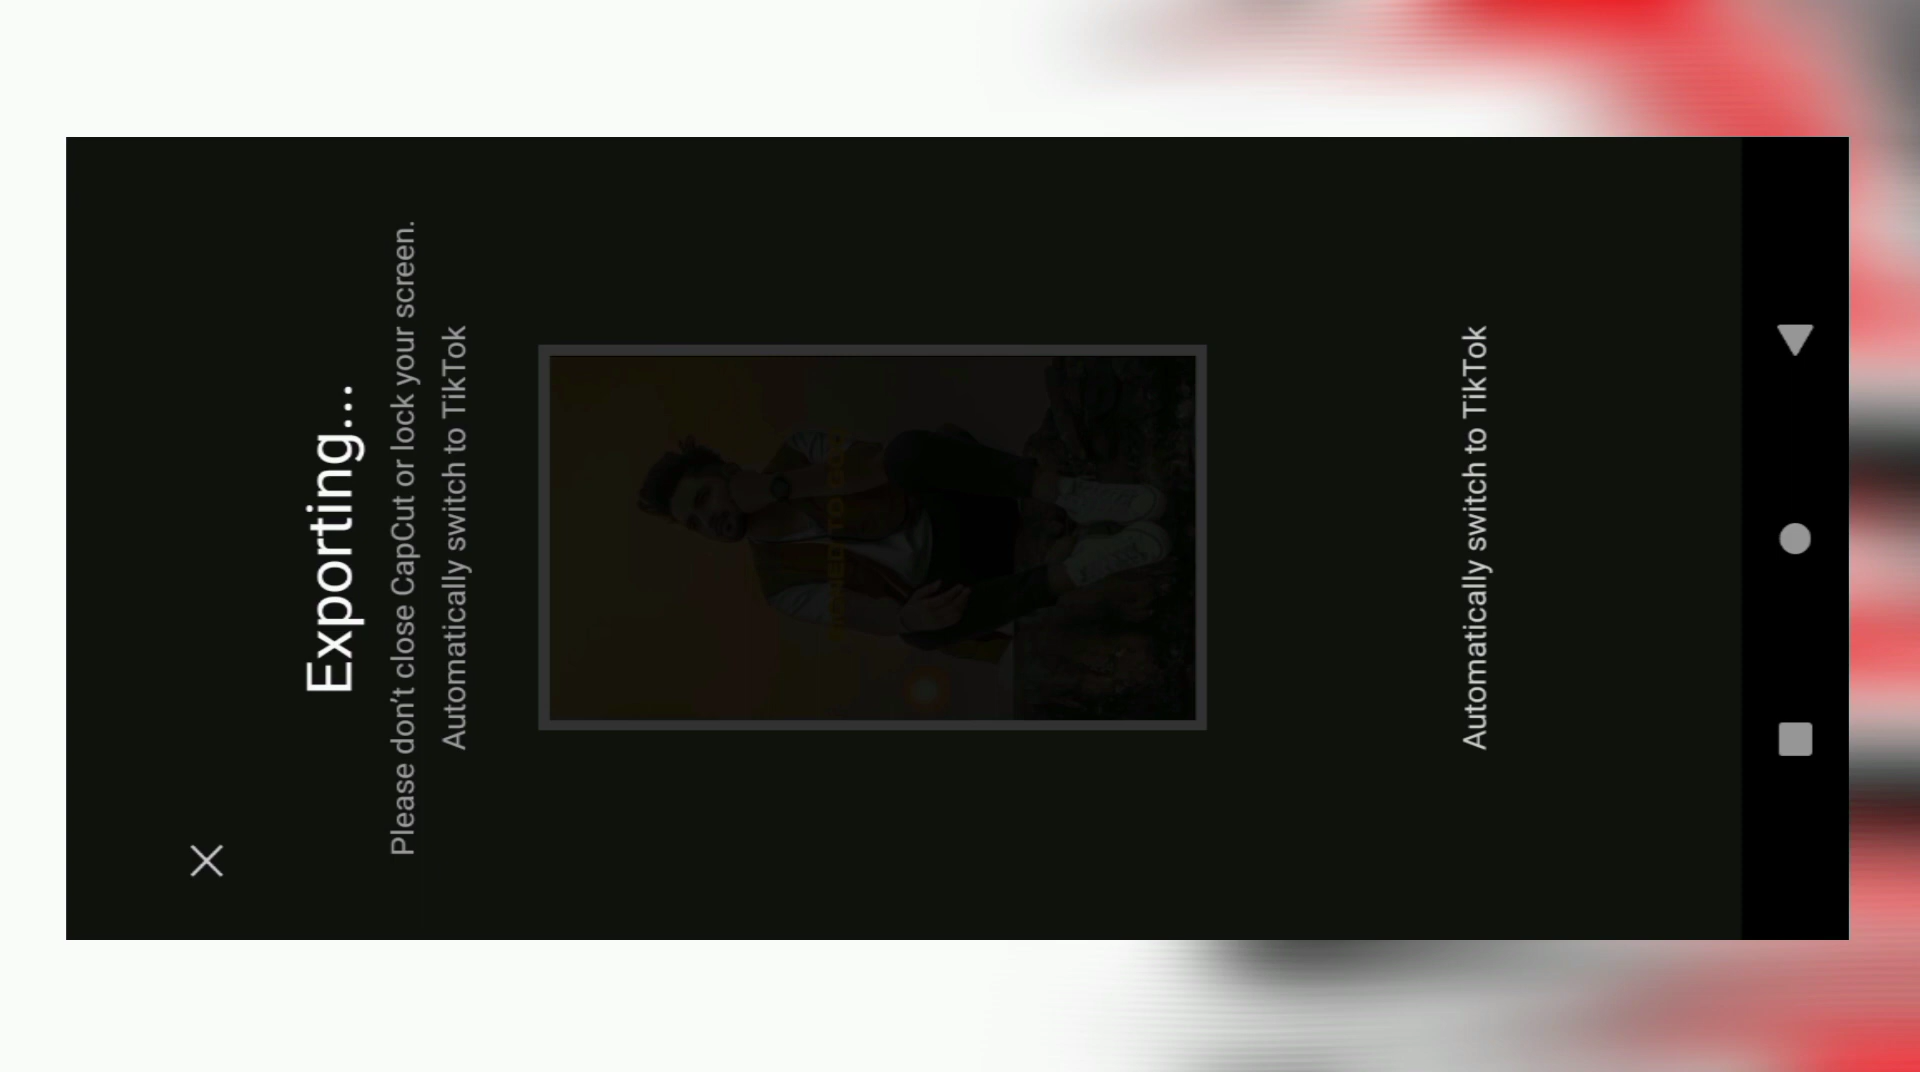 Exporting...
Please don't close CapCut or lock your screen.
Automatically switch to TikTok
Automatically switch to TikTok